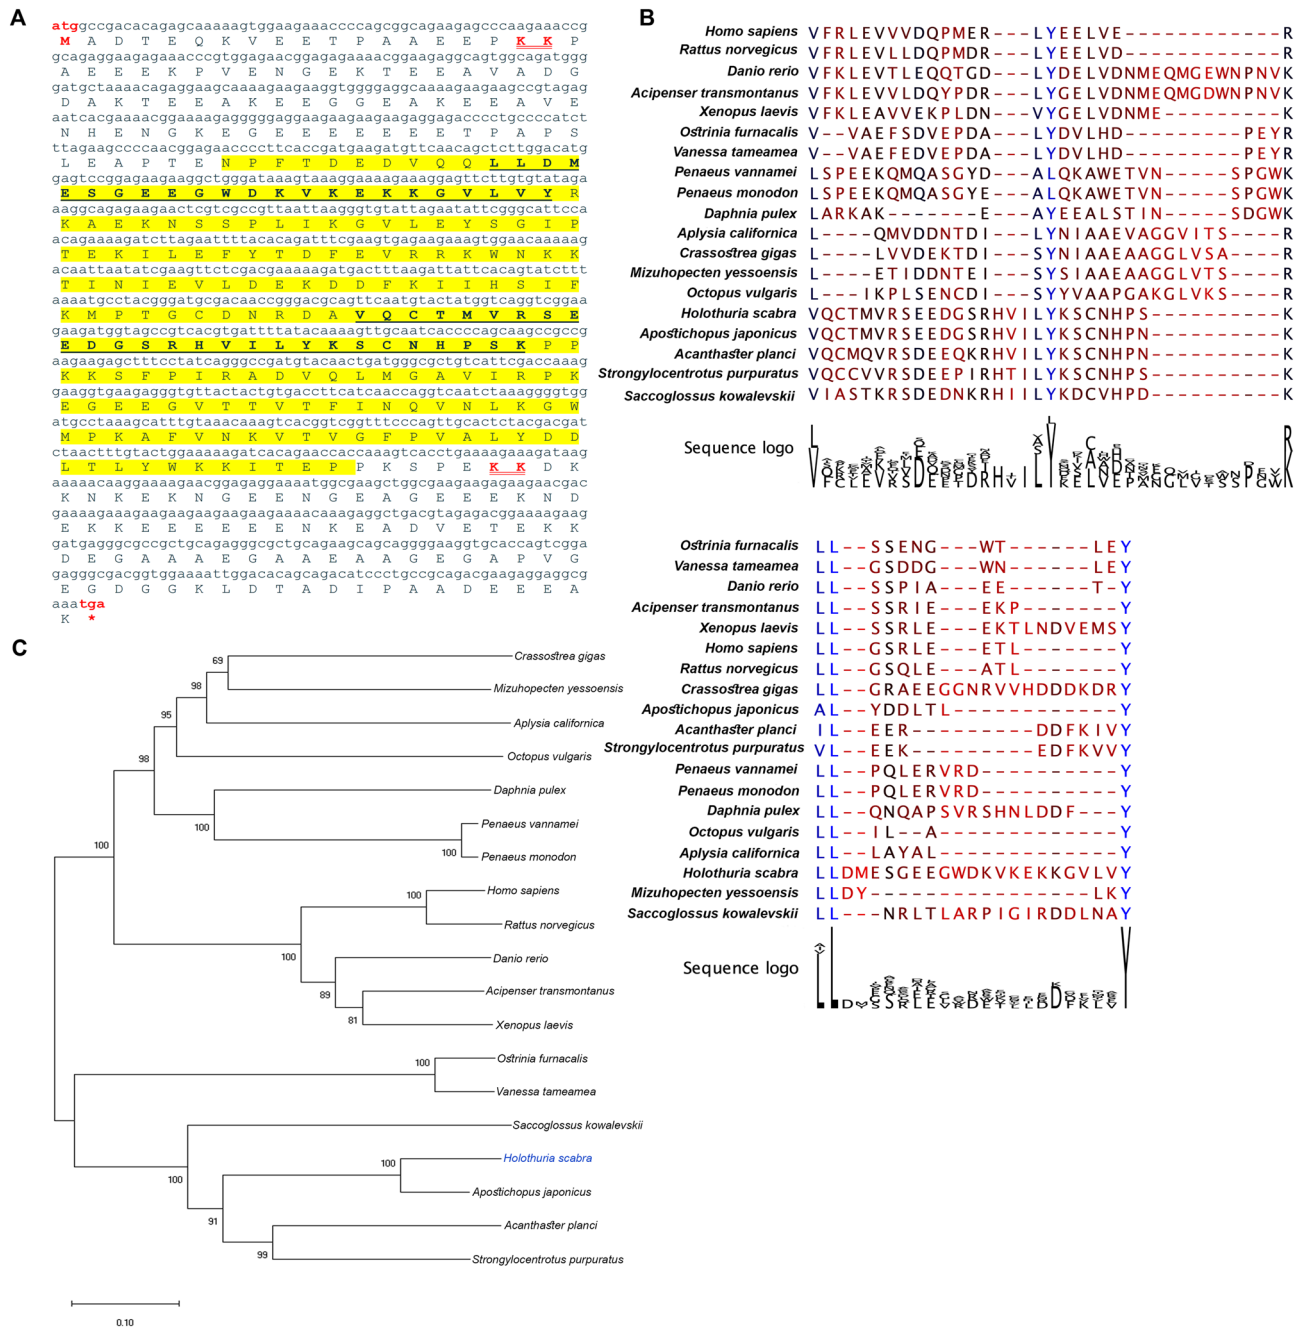 A
atggccgacacagagcaaaaagtggaagaaaccccagcggcagaagagcccaagaaaccg
M A D T E Q K V E E T P A A E E P K K P
gcagaggaagagaaacccgtggagaacggagagaaaacggaggaggcagtggcagatggg
A E E E K P V E N G E K T E E A V A D G
gatgctaaaacagaggaagcaaaagaagaaggtggggaggcaaaagaagaagccgtagag
D A K T E E A K E E G G E A K E E A V E
aatcacgaaaacggaaaagagggggaggaagaagaagaagaagagacccctgccccatct
N H E N G K E G E E E E E E E T P A P S
ttagaagccccaacggagaaccccttcaccgatgaagatgttcaacagctcttggacatg
L E A P T E N P F T D E D V Q Q L L D M
gagtccggagaagaaggctgggataaagtaaaggaaaagaaaggagttcttgtgtataga
E S G E E G W D K V K E K K G V L V Y R
aaggcagagaagaactcgtcgccgttaattaagggtgtattagaatattcgggcattcca
K A E K N S S P L I K G V L E Y S G I P
acagaaaagatcttagaattttacacagatttcgaagtgagaagaaagtggaacaaaaag
T E K I L E F Y T D F E V R R K W N K K
acaattaatatcgaagttctcgacgaaaaagatgactttaagattattcacagtatcttt
T I N I E V L D E K D D F K I I H S I F
aaaatgcctacgggatgcgacaaccgggacgcagttcaatgtactatggtcaggtcggaa
K M P T G C D N R D A V Q C T M V R S E
gaagatggtagccgtcacgtgattttatacaaaagttgcaatcaccccagcaagccgccg
E D G S R H V I L Y K S C N H P S K P P
aagaagagctttcctatcagggccgatgtacaactgatgggtgctgtcattcgaccaaag
K K S F P I R A D V Q L M G A V I R P K
gaaggtgaagagggtgttactactgtgaccttcatcaaccaggtcaatctaaaggggtgg
E G E E G V T T V T F I N Q V N L K G W
atgcctaaagcatttgtaaacaaagtcacggtcggtttcccagttgcactctacgacgat
M P K A F V N K V T V G F P V A L Y D D
ctaactttgtactggaaaaagatcacagaaccaccaaagtcacctgaaaagaaagataag
L T L Y W K K I T E P P K S P E K K D K
aaaaacaaggaaaagaacggagaggaaaatggcgaagctggcgaagagaagaagaacgac
K N K E K N G E E N G E A G E E K K N D
gaaaagaaagaagaagaagaagaagaaaacaaagaggctgacgtagagacggaaaagaag
E K K E E E E E E N K E A D V E T E K K
gatgagggcgccgctgcagaaggcgctgcagaagcagcaggggaaggtgcaccagtcgga
D E G A A A E G A A E A A G E G A P V G
gagggcgacggtggaaaattggacacagcagacatccctgccgcagacgaagaggaggcg
E G D G G K L D T A D I P A A D E E E A
aaatga
K *
B
Homo sapiens VFRLEVVVDQPMER---LYEELVE------------R
Rattus norvegicus VFRLEVLLDQPMDR---LYEELVD------------R
Danio rerio VFKLEVTLEQQTGD---LYDELVDNMEQMGEWNPNVK
Acipenser transmontanus VFKLEVVLDQYPDR---LYEELVDNMEQMGDWNPNVK
Xenopus laevis VFKLEAVVEKPLDN---VYGELVDNME---------K
Ostrinia furnacalis V--VAEFSDVEPDA---LYDVLHD---------PEYR
Vanessa tameamea V--VAEFEDVEPDA---LYDVLHD---------PEYR
Penaeus vannamei LSPEEKQMQASGYD---ALQKAWETVN-----SPGWK
Penaeus monodon LSPEEKQMQASGYE---ALQKAWETVN-----SPGWK
Daphnia pulex LARKAK-------E---AYEEALSTIN-----SDGWK
Aplysia californica L----QMVDDNTDI---LYNIAAEVAGGVITS----R
Crassostrea gigas L----LVVDDKTDI---SYNIAAEAAGGLVSA----R
Mizuhopecten yessoensis L----ETIDDNTEI---SYSIAAEAAGGLVTS----R
Octopus vulgaris L---IKPLSENCDI---SYYVAAPGAKGLVKS----R
Holothuria scabra VQCTMVRSEEDGSRHVILYKSCNHPS----------K
Apostichopus japonicus VQCTMVRSEEDGSRHVILYKSCNHPS----------K
Acanthaster planci VQCMQVRSDEEQKRHVILYKSCNHPN----------K
Strongylocentrotus purpuratus VQCCVVRSDEEPIRHTILYKSCNHPS----------K
Saccoglossus kowalevskii VIASTKRSDEDNKRHIILYKDCVHPD----------K
Sequence logo
Ostrinia furnacalis LL--SSENG---WT------LEY
Vanessa tameamea LL--GSDDG---WN------LEY
Danio rerio LL--SSPIA---EE------T-Y
Acipenser transmontanus LL--SSRIE---EKP-------Y
Xenopus laevis LL--SSRLE---EKTLNDVEMSY
Homo sapiens LL--GSRLE---ETL-------Y
Rattus norvegicus LL--GSQLE---ATL-------Y
Crassostrea gigas LL--GRAEEGGNRVVHDDDKDRY
Apostichopus japonicus AL--YDDLTL------------Y
Acanthaster planci IL--EER---------DDFKIVY
Strongylocentrotus purpuratus VL--EEK---------EDFKVVY
Penaeus vannamei LL--PQLERVRD----------Y
Penaeus monodon LL--PQLERVRD----------Y
Daphnia pulex LL--QNQAPSVRSHNLDDF---Y
Octopus vulgaris LL--IL--A-------------Y
Aplysia californica LL--LAYAL-------------Y
Holothuria scabra LLDMESGEEGWDKVKEKKGVLVY
Mizuhopecten yessoensis LLDY----------------LKY
Saccoglossus kowalevskii LL---NRLTLARPIGIRDDLNAY
Sequence logo
C
Crassostrea gigas
69
Mizuhopecten yessoensis
98
Aplysia californica
95
Octopus vulgaris
98
Daphnia pulex
100
Penaeus vannamei
100
Penaeus monodon
100
Homo sapiens
100
Rattus norvegicus
100
Danio rerio
89
Acipenser transmontanus
81
Xenopus laevis
Ostrinia furnacalis
100
Vanessa tameamea
Saccoglossus kowalevskii
100
Holothuria scabra
100
Apostichopus japonicus
91
Acanthaster planci
99
Strongylocentrotus purpuratus
0.10